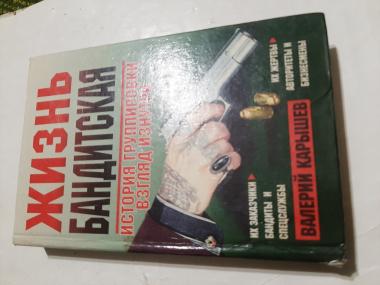 ЖИЗНЬ
БАНДИТСКАЯ
ИСТОРИЯ ГРУППИРОВКИ
ВЗГЛЯД ИЗНУТРИ
ИХ ЗАКАЗЧИКИ
БАНДИТЫ И
СПЕЦСЛУЖБЫ
ИХ ЖЕРТВЫ
АВТОРИТЕТЫ И
БИЗНЕСМЕНЫ
ВАЛЕРИЙ КАРЫШЕВ